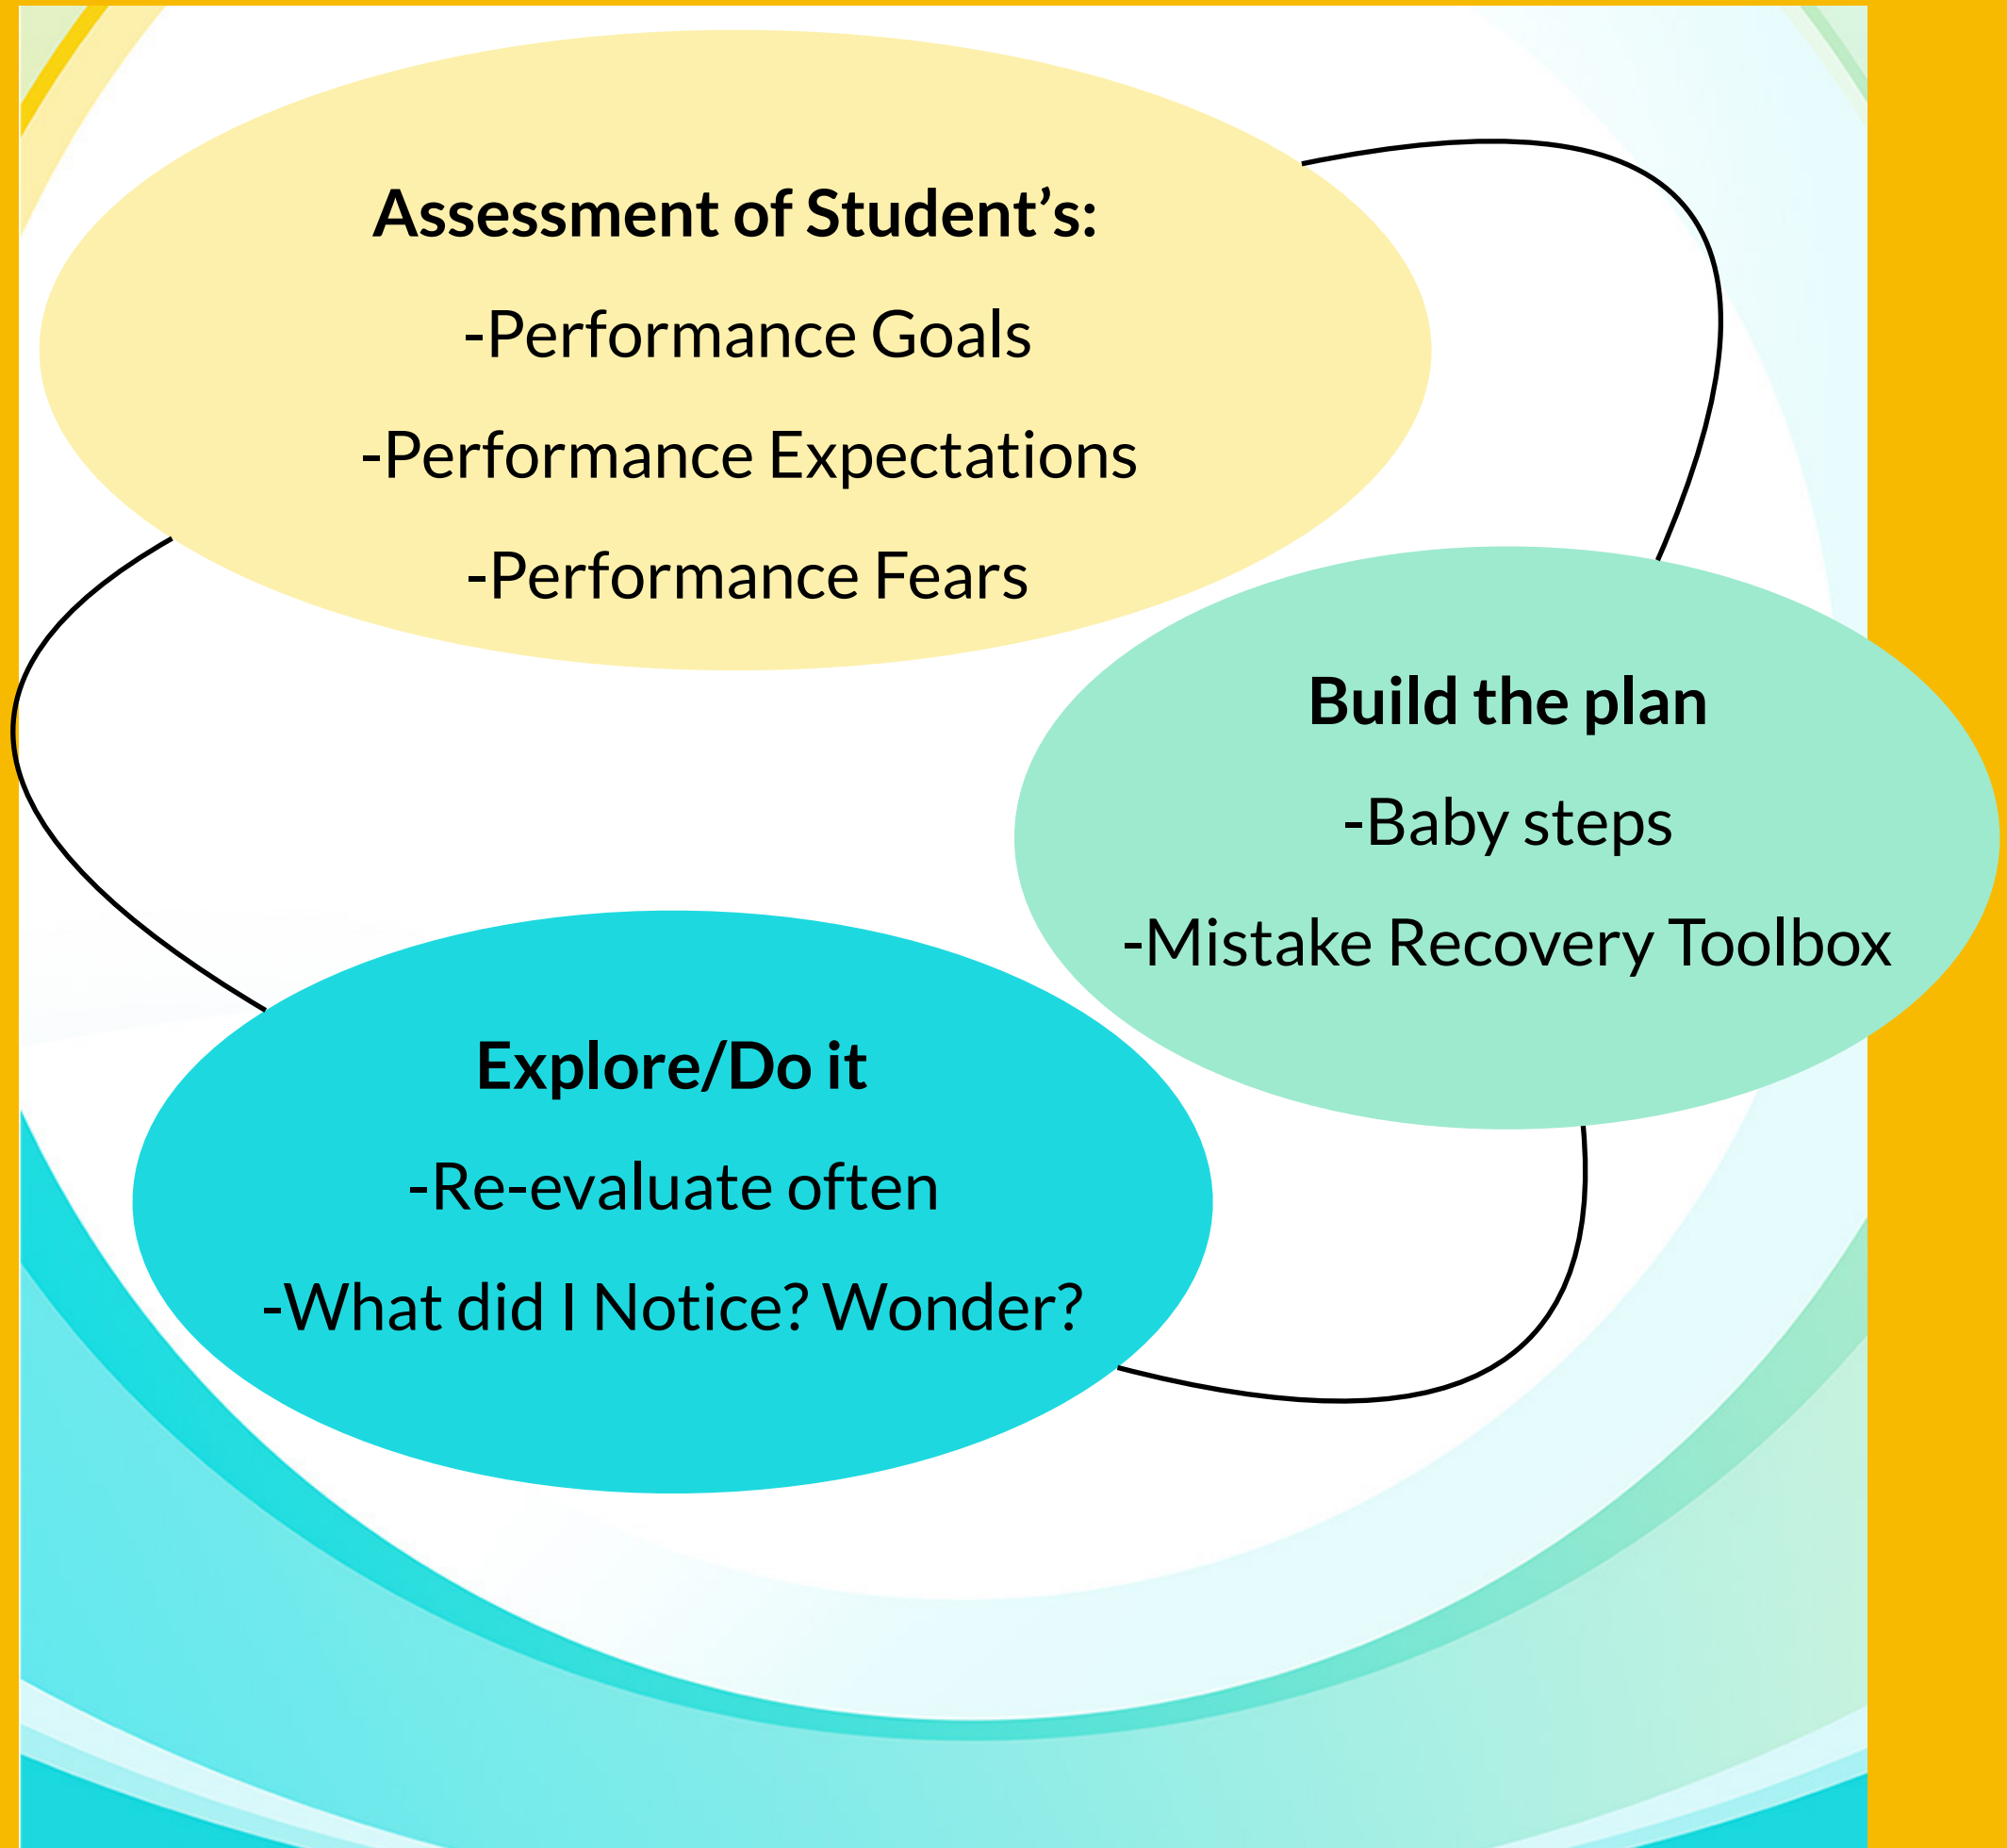 Assessment of Student’s:
-Performance Goals
-Performance Expectations
-Performance Fears
Build the plan
-Baby steps
-Mistake Recovery Toolbox
Explore/Do it
-Re-evaluate often
-What did I Notice? Wonder?